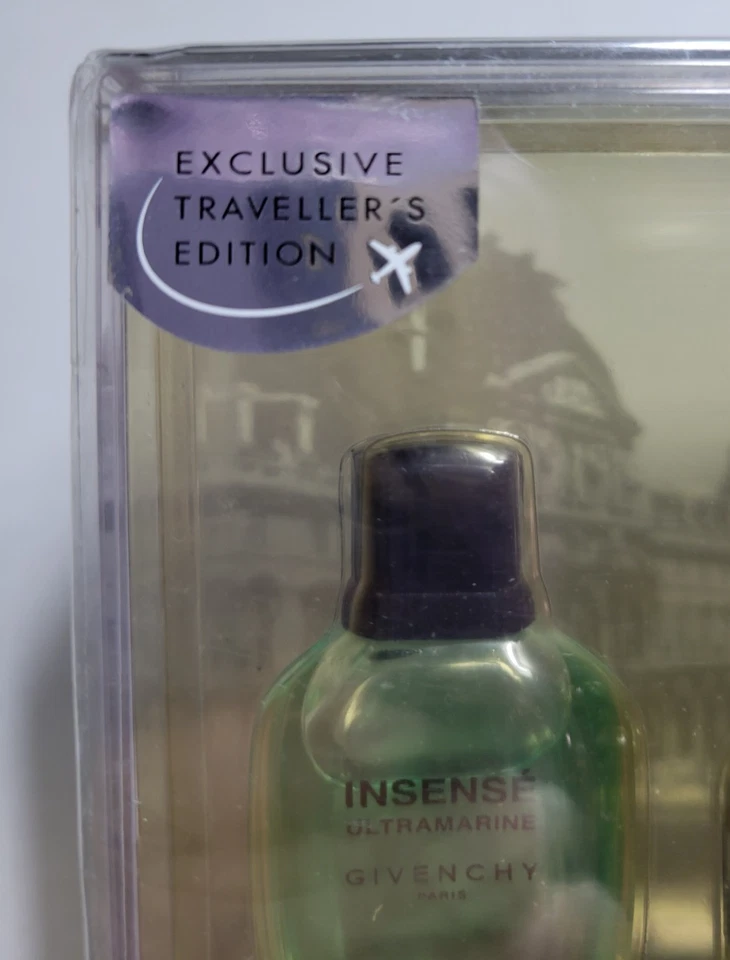 EXCLUSIVE
TRAVELLER´S
EDITION
INSENSÉ
ULTRAMARINE
GIVENCHY
PARIS